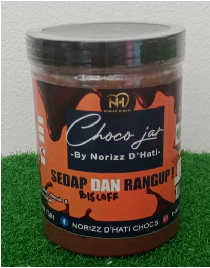 NH
NORIZZ D'HATI
Choco jar
-By Norizz D'Hati-
SEDAP DAN RANGUP!
BISCOFF
NORIZZ D'HATI CHOCS